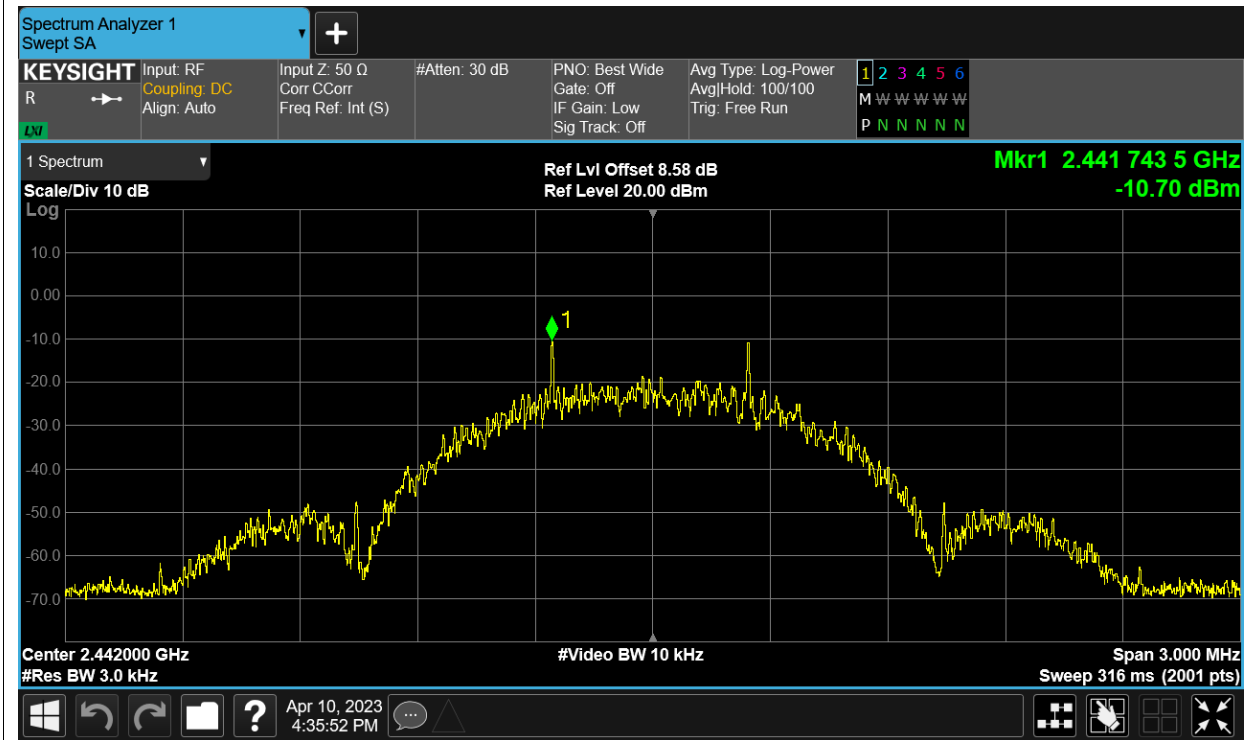 Spectrum Analyzer 1
Swept SA
▼
+
KEYSIGHT
R
LXI
Input: RF
Coupling: DC
Align: Auto
Input Z: 50 Ω
Corr CCorr
Freq Ref: Int (S)
#Atten: 30 dB
PNO: Best Wide
Gate: Off
IF Gain: Low
Sig Track: Off
Avg Type: Log-Power
Avg|Hold: 100/100
Trig: Free Run
1 2 3 4 5 6
M W W W W W
P N N N N N
1 Spectrum ▼
Scale/Div 10 dB
Ref Lvl Offset 8.58 dB
Ref Level 20.00 dBm
Mkr1 2.441 743 5 GHz
-10.70 dBm
Log
10.0
0.00
-10.0
-20.0
-30.0
-40.0
-50.0
-60.0
-70.0
1
Center 2.442000 GHz
#Res BW 3.0 kHz
#Video BW 10 kHz
Span 3.000 MHz
Sweep 316 ms (2001 pts)
?
Apr 10, 2023
4:35:52 PM
...